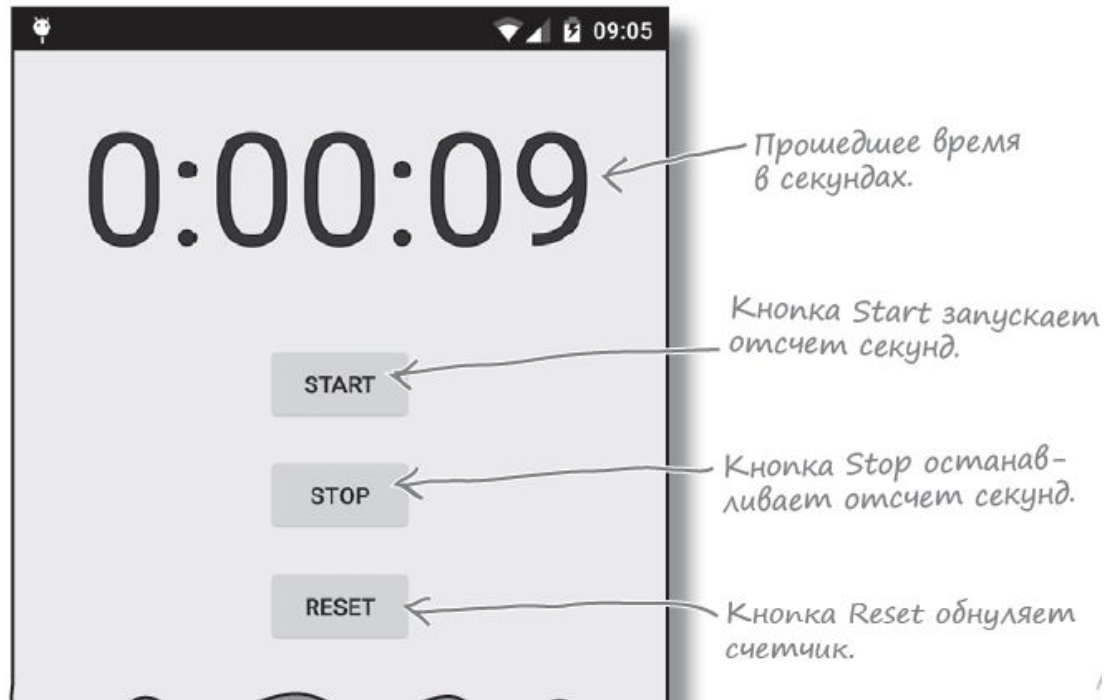 09:05
0:00:09
Прошедшее время
в секундах.
Кнопка Start запускает
отсчет секунд.
START
Кнопка Stop останав-
ливает отсчет секунд.
STOP
RESET
Кнопка Reset обнуляет
счетчик.